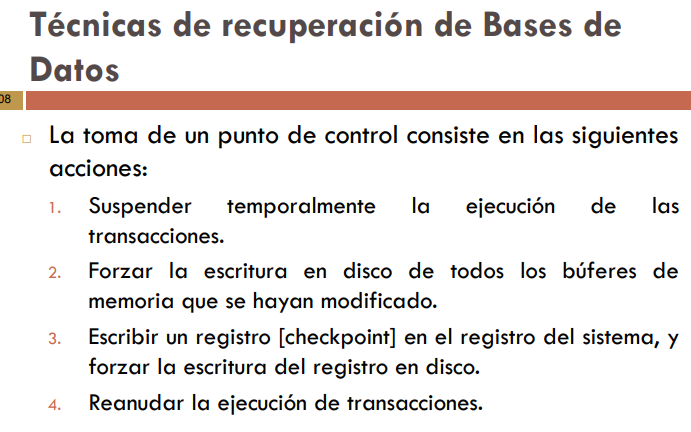 Técnicas de recuperación de Bases de
Datos
08
La toma de un punto de control consiste en las siguientes
acciones:
1. Suspender temporalmente la ejecución de las
transacciones.
2. Forzar la escritura en disco de todos los búferes de
memoria que se hayan modificado.
3. Escribir un registro [checkpoint] en el registro del sistema, y
forzar la escritura del registro en disco.
4. Reanudar la ejecución de transacciones.